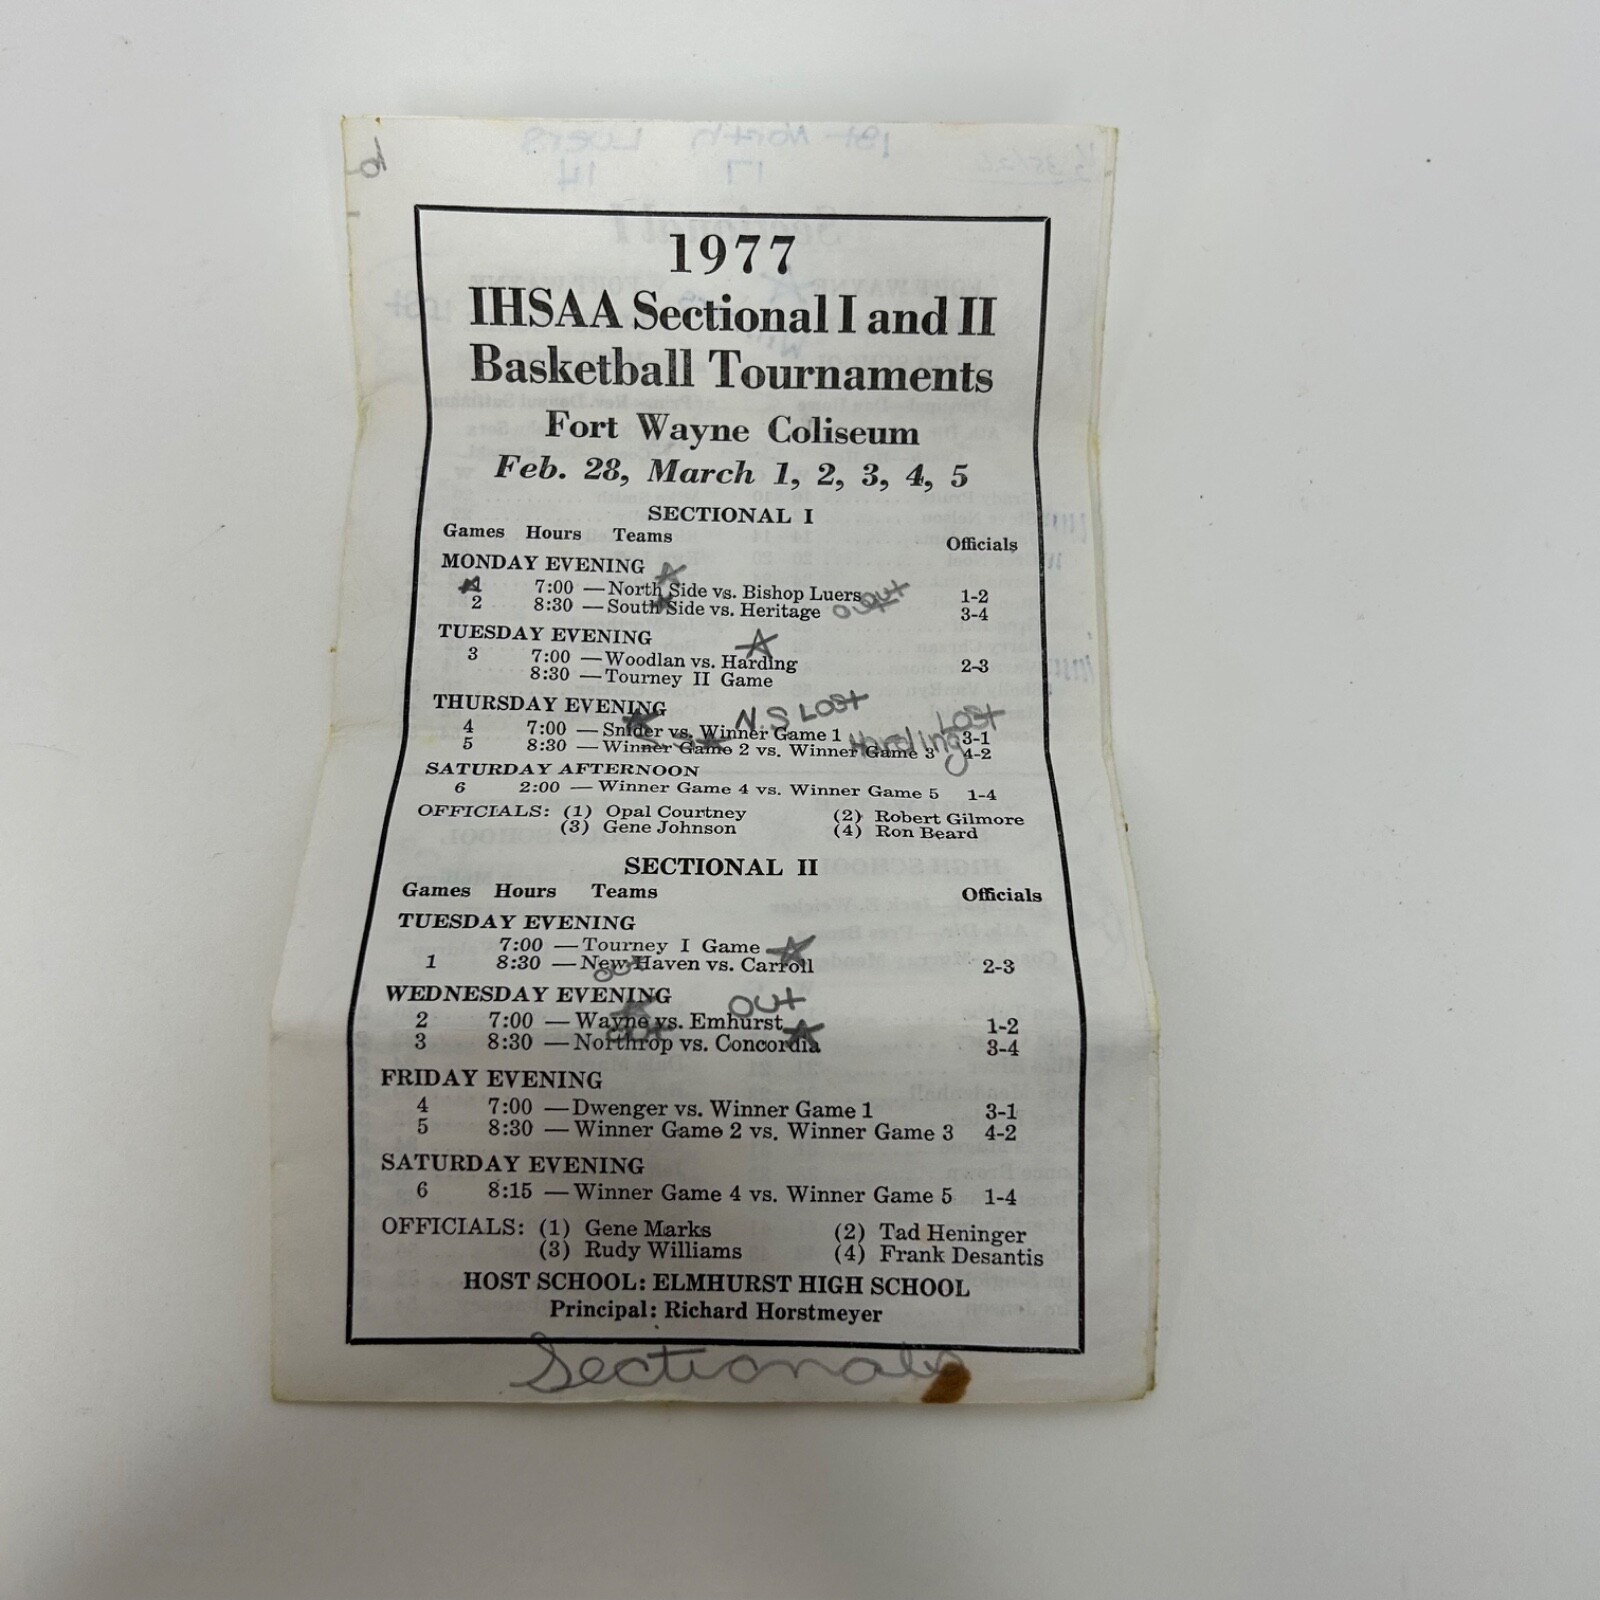 1st North Luers
17 14
1977
IHSAA Sectional I and II
Basketball Tournaments
Fort Wayne Coliseum
Feb. 28, March 1, 2, 3, 4, 5
SECTIONAL I
Games Hours Teams Officials
MONDAY EVENING
1 7:00 — North Side vs. Bishop Luers out 1-2
2 8:30 — South Side vs. Heritage out 3-4
TUESDAY EVENING
3 7:00 — Woodlan vs. Harding 2-3
8:30 — Tourney II Game
THURSDAY EVENING N.S Lost
4 7:00 — Snider vs. Winner Game 1 Lost 3-1
5 8:30 — Winner Game 2 vs. Winner Game 3 Harding 4-2
SATURDAY AFTERNOON
6 2:00 — Winner Game 4 vs. Winner Game 5 1-4
OFFICIALS: (1) Opal Courtney (2) Robert Gilmore
(3) Gene Johnson (4) Ron Beard
SECTIONAL II
Games Hours Teams Officials
TUESDAY EVENING
7:00 — Tourney I Game
1 8:30 — New Haven vs. Carroll 2-3
out
WEDNESDAY EVENING out
2 7:00 — Wayne vs. Emhurst 1-2
3 8:30 — Northrop vs. Concordia 3-4
out
FRIDAY EVENING
4 7:00 — Dwenger vs. Winner Game 1 3-1
5 8:30 — Winner Game 2 vs. Winner Game 3 4-2
SATURDAY EVENING
6 8:15 — Winner Game 4 vs. Winner Game 5 1-4
OFFICIALS: (1) Gene Marks (2) Tad Heninger
(3) Rudy Williams (4) Frank Desantis
HOST SCHOOL: ELMHURST HIGH SCHOOL
Principal: Richard Horstmeyer
Sectionals